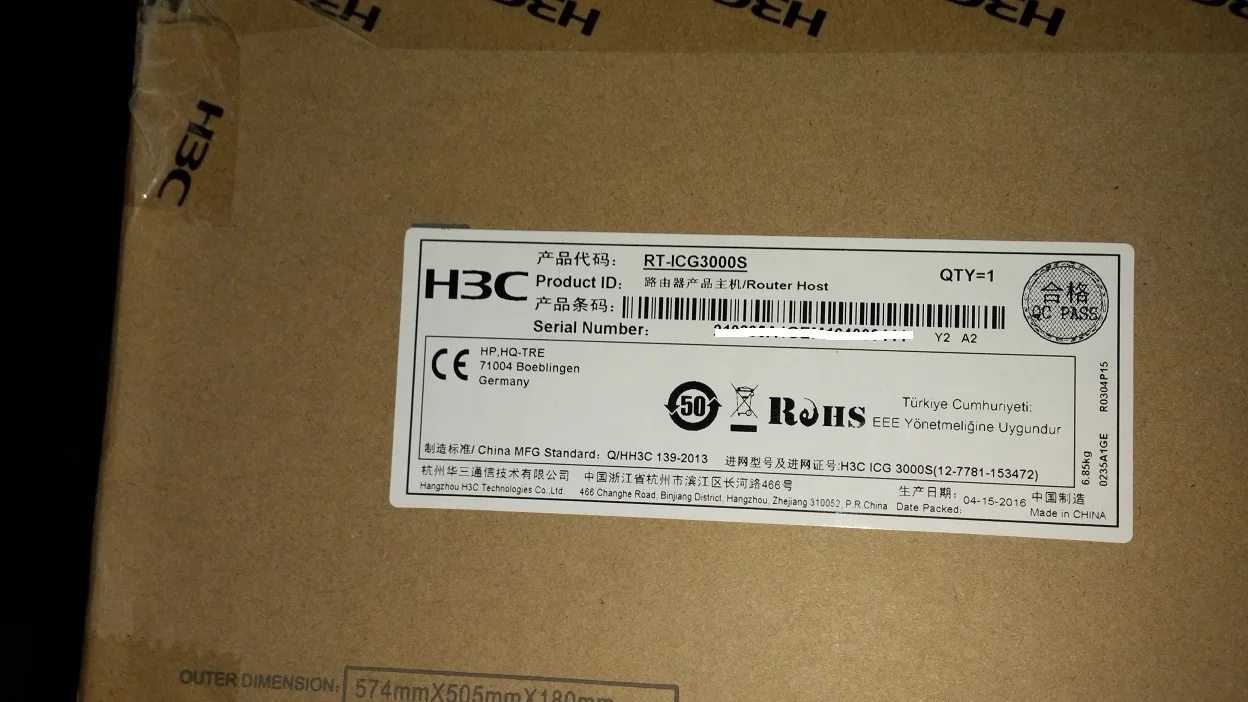 H3C
H3C
H3C
H3C
H3C
H3C
产品代码: RT-ICG3000S
Product ID: 路由器产品主机/Router Host
QTY=1
产品条码:
Serial Number:
Y2 A2
合格
QC PASS
CE
HP,HQ-TRE
71004 Boeblingen
Germany
50
RoHS
Türkiye Cumhuriyeti:
EEE Yönetmeliğine Uygundur
制造标准/ China MFG Standard: Q/HH3C 139-2013
进网型号及进网证号:H3C ICG 3000S(12-7781-153472)
6.85kg
0235A1GE R0304P15
杭州华三通信技术有限公司 中国浙江省杭州市滨江区长河路466号
Hangzhou H3C Technologies Co.,Ltd. 466 Changhe Road, Binjiang District, Hangzhou, Zhejiang 310052, P.R.China
生产日期: 04-15-2016 中国制造
Date Packed: Made in CHINA
OUTER DIMENSION: 574mmX505mmX180mm